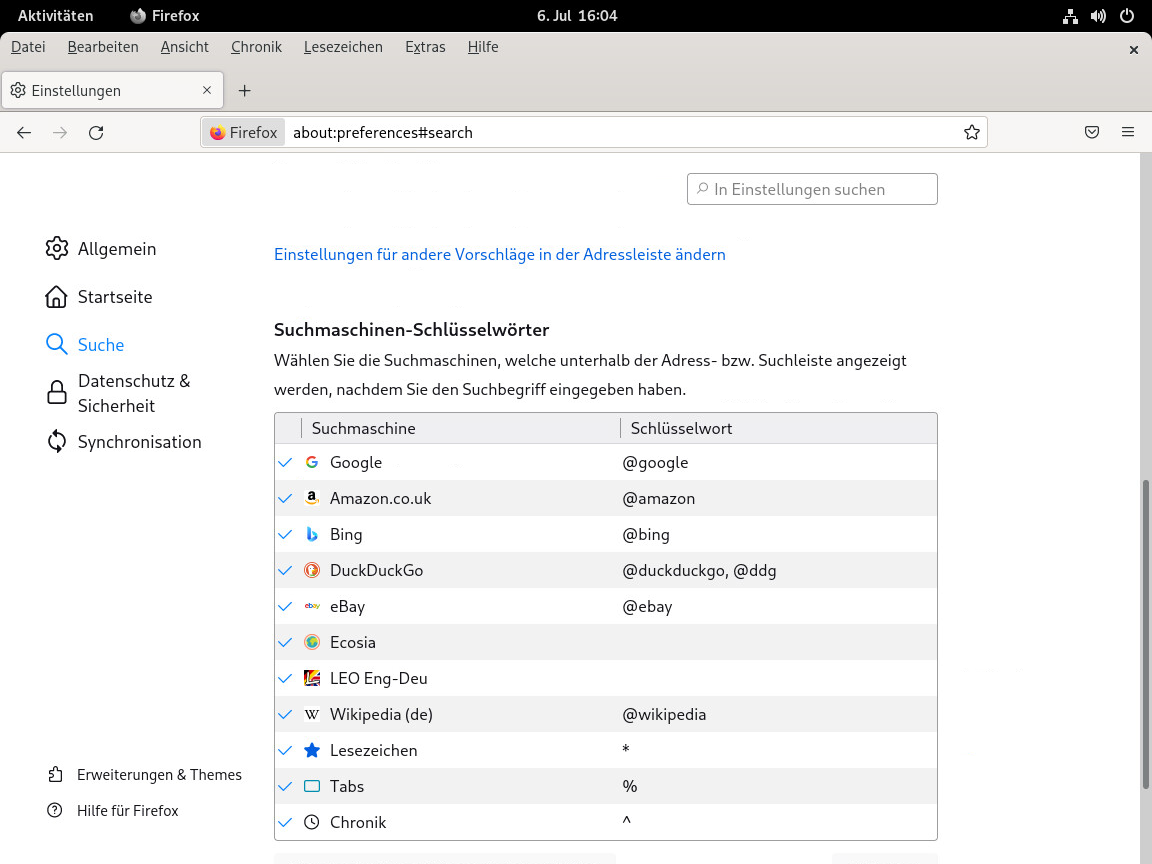 Aktivitäten Firefox 6. Jul 16:04
Datei Bearbeiten Ansicht Chronik Lesezeichen Extras Hilfe
Einstellungen
Firefox about:preferences#search
In Einstellungen suchen
Allgemein
Startseite
Suche
Datenschutz &
Sicherheit
Synchronisation
Erweiterungen & Themes
Hilfe für Firefox
Einstellungen für andere Vorschläge in der Adressleiste ändern
Suchmaschinen-Schlüsselwörter
Wählen Sie die Suchmaschinen, welche unterhalb der Adress- bzw. Suchleiste angezeigt
werden, nachdem Sie den Suchbegriff eingegeben haben.
Suchmaschine Schlüsselwort
Google @google
Amazon.co.uk @amazon
Bing @bing
DuckDuckGo @duckduckgo, @ddg
eBay @ebay
Ecosia
LEO Eng-Deu
Wikipedia (de) @wikipedia
Lesezeichen *
Tabs %
Chronik ^